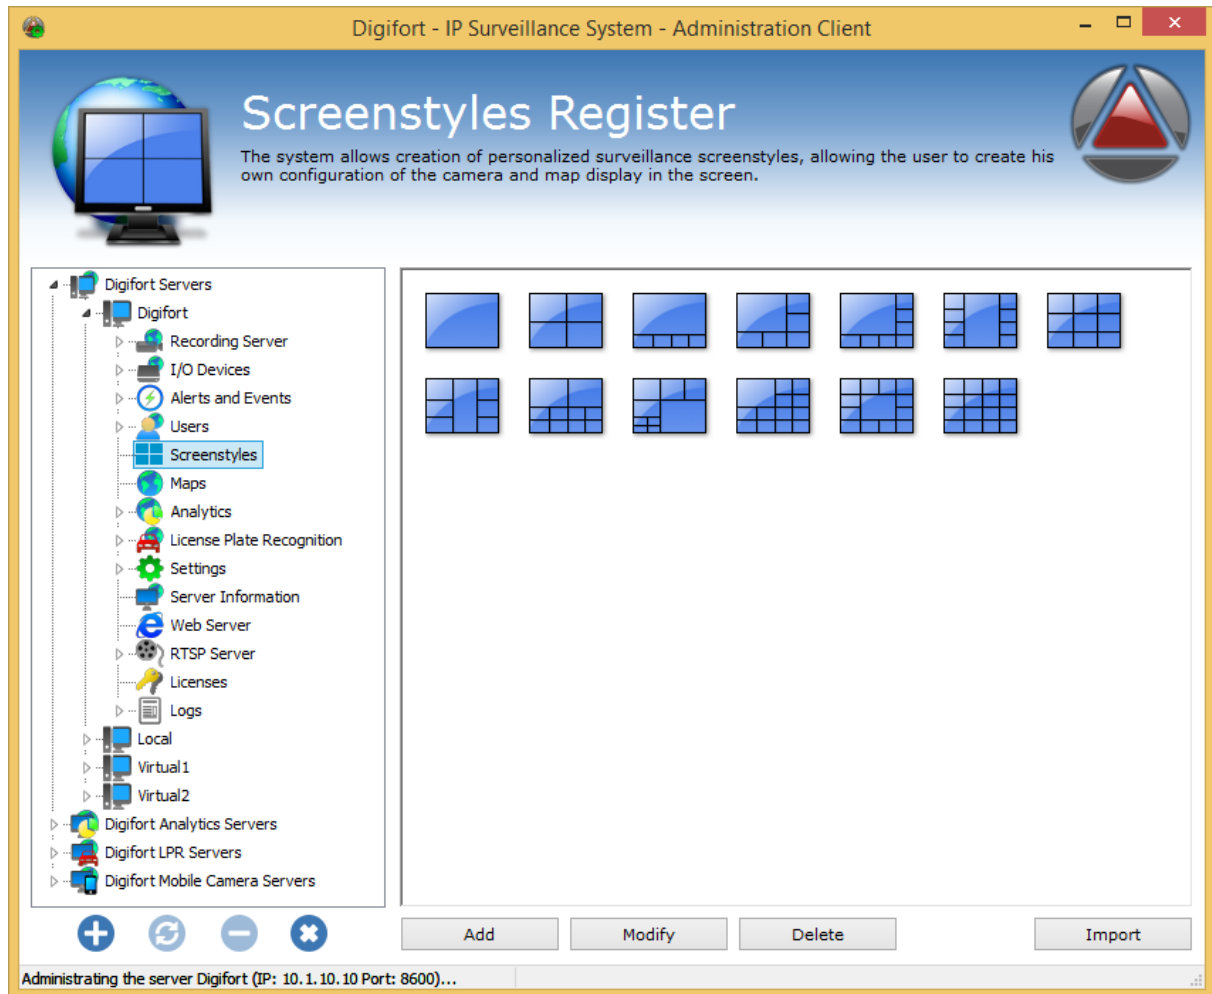 Digifort - IP Surveillance System - Administration Client
Screenstyles Register
The system allows creation of personalized surveillance screenstyles, allowing the user to create his
own configuration of the camera and map display in the screen.
Digifort Servers
Digifort
Recording Server
I/O Devices
Alerts and Events
Users
Screenstyles
Maps
Analytics
License Plate Recognition
Settings
Server Information
Web Server
RTSP Server
Licenses
Logs
Local
Virtual1
Virtual2
Digifort Analytics Servers
Digifort LPR Servers
Digifort Mobile Camera Servers
Add
Modify
Delete
Import
Administrating the server Digifort (IP: 10.1.10.10 Port: 8600)...